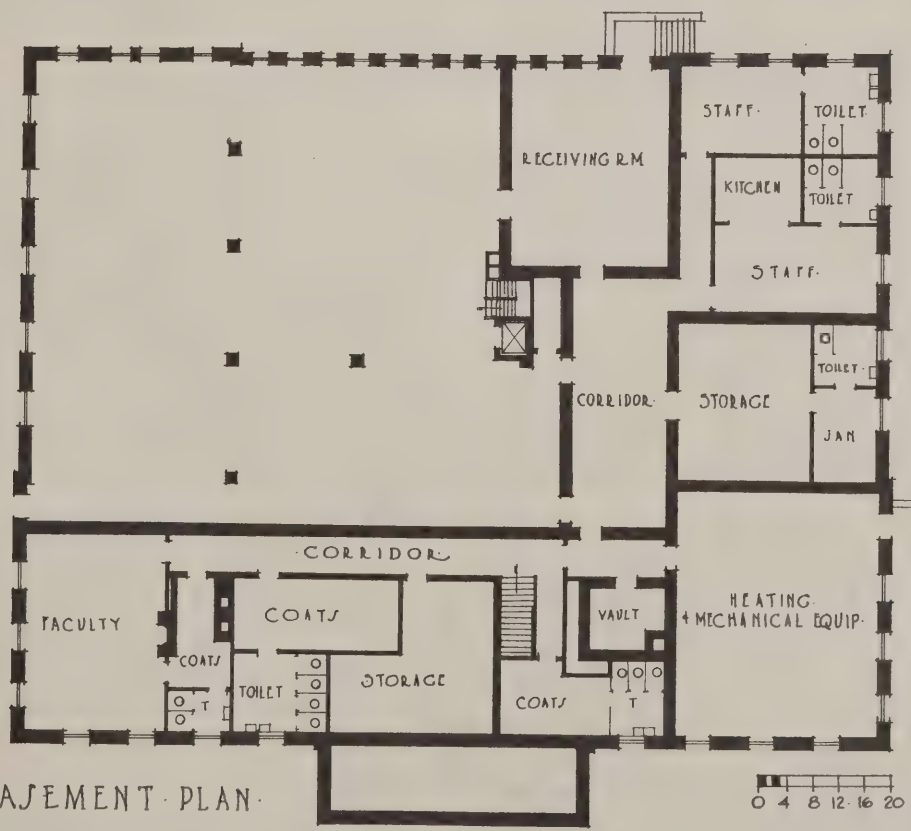 RECEIVING RM
STAFF
TOILET
KITCHEN
TOILET
STAFF
CORRIDOR
STORAGE
TOILET
JAN
CORRIDOR
FACULTY
COATS
VAULT
HEATING
+ MECHANICAL EQUIP.
COATS
TOILET
STORAGE
COATS
T
T
ASEMENT PLAN
0 4 8 12 16 20